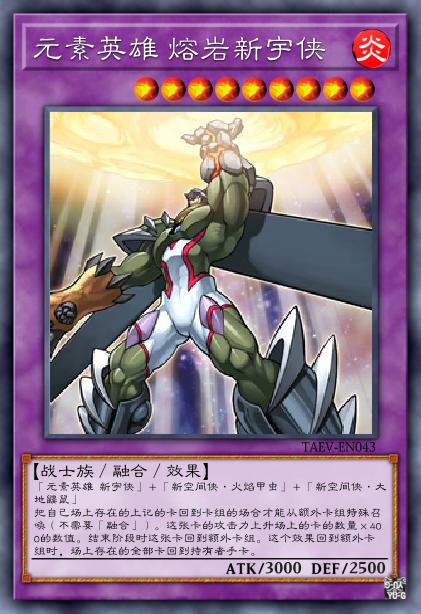 元素英雄 熔岩新宇侠
炎
TAEV-EN043
【战士族/融合/效果】
「元素英雄 新宇侠」+「新空间侠·火焰甲虫」+「新空间侠·大
地鼹鼠」
把自己场上存在的上记的卡回到卡组的场合才能从额外卡组特殊召
唤(不需要「融合」)。这张卡的攻击力上升场上的卡的数量×40
0的数值。结束阶段时这张卡回到额外卡组。这个效果回到额外卡
组时,场上存在的全部卡回到持有者手卡。
ATK/3000 DEF/2500